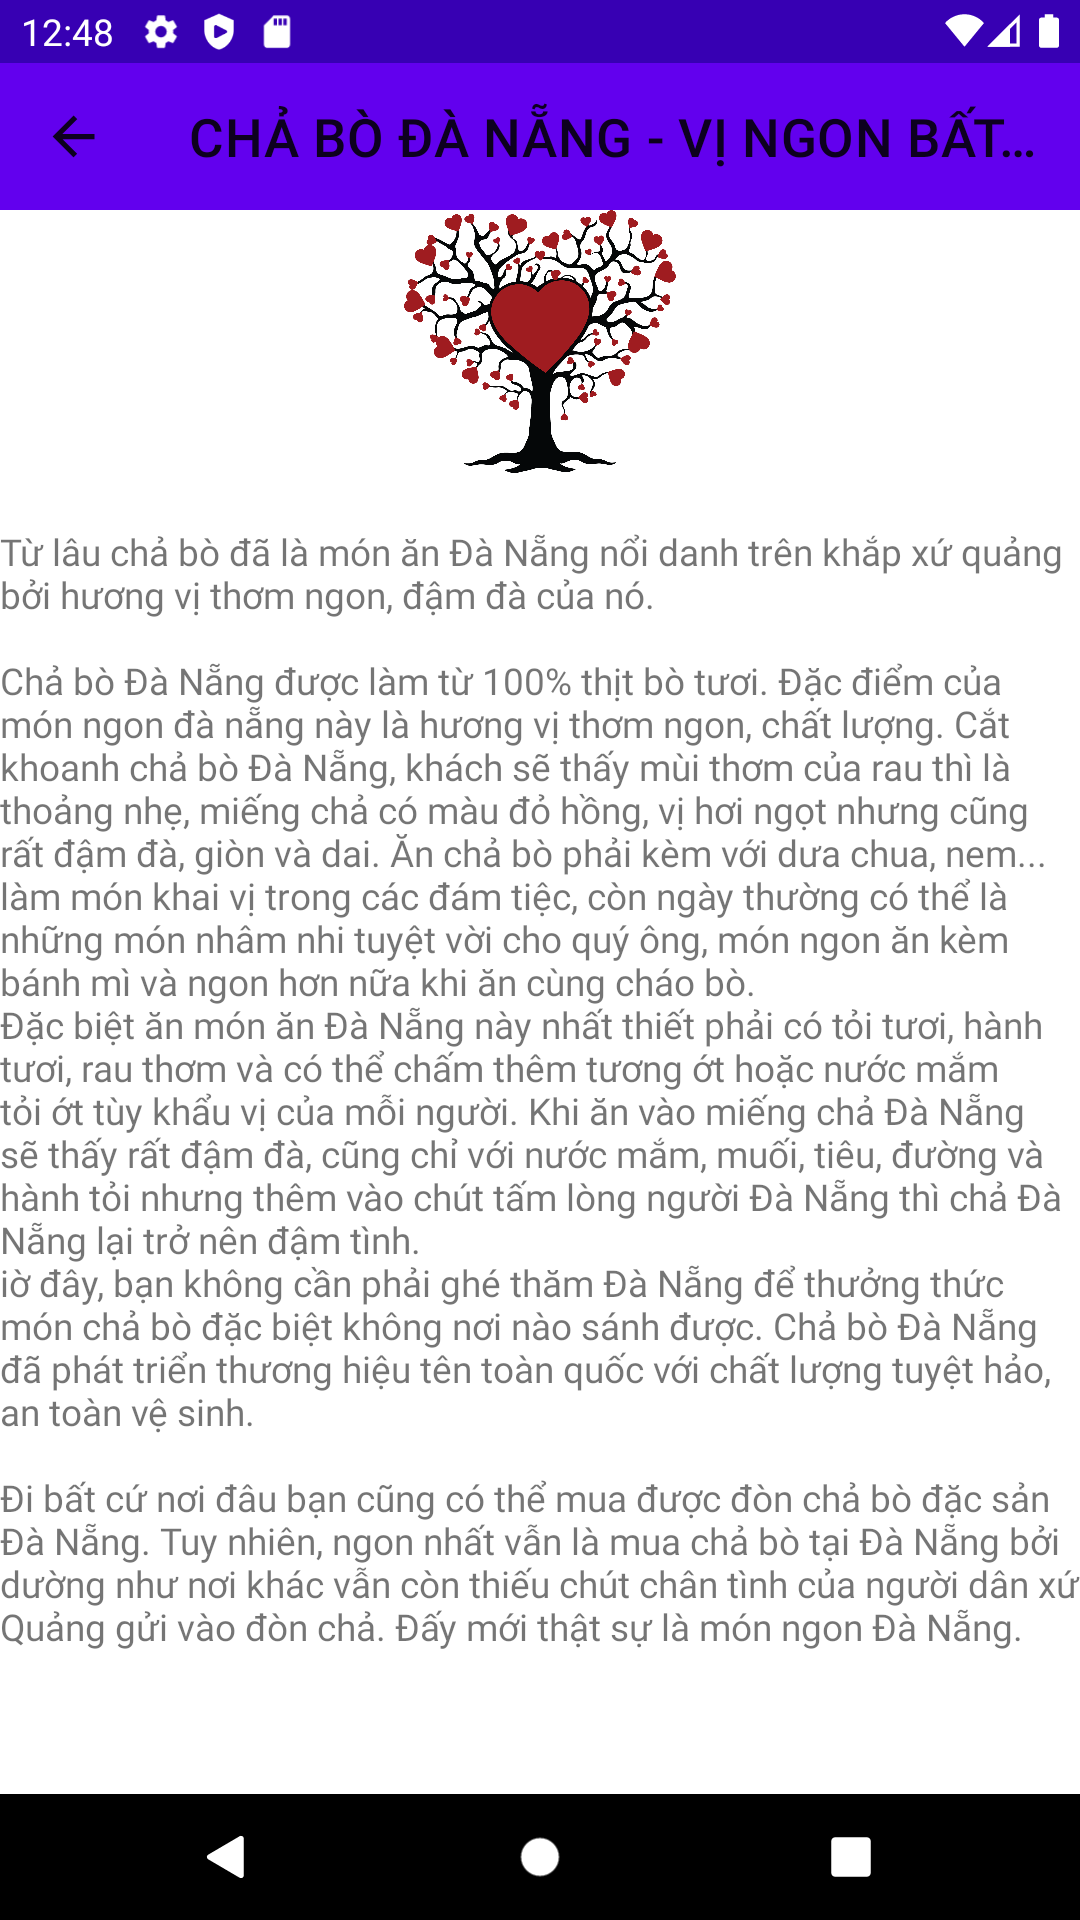 12:48
CHẢ BÒ ĐÀ NẴNG - VỊ NGON BẤT...
Từ lâu chả bò đã là món ăn Đà Nẵng nổi danh trên khắp xứ quảng
bởi hương vị thơm ngon, đậm đà của nó.
Chả bò Đà Nẵng được làm từ 100% thịt bò tươi. Đặc điểm của
món ngon đà nẵng này là hương vị thơm ngon, chất lượng. Cắt
khoanh chả bò Đà Nẵng, khách sẽ thấy mùi thơm của rau thì là
thoảng nhẹ, miếng chả có màu đỏ hồng, vị hơi ngọt nhưng cũng
rất đậm đà, giòn và dai. Ăn chả bò phải kèm với dưa chua, nem...
làm món khai vị trong các đám tiệc, còn ngày thường có thể là
những món nhâm nhi tuyệt vời cho quý ông, món ngon ăn kèm
bánh mì và ngon hơn nữa khi ăn cùng cháo bò.
Đặc biệt ăn món ăn Đà Nẵng này nhất thiết phải có tỏi tươi, hành
tươi, rau thơm và có thể chấm thêm tương ớt hoặc nước mắm
tỏi ớt tùy khẩu vị của mỗi người. Khi ăn vào miếng chả Đà Nẵng
sẽ thấy rất đậm đà, cũng chỉ với nước mắm, muối, tiêu, đường và
hành tỏi nhưng thêm vào chút tấm lòng người Đà Nẵng thì chả Đà
Nẵng lại trở nên đậm tình.
iờ đây, bạn không cần phải ghé thăm Đà Nẵng để thưởng thức
món chả bò đặc biệt không nơi nào sánh được. Chả bò Đà Nẵng
đã phát triển thương hiệu tên toàn quốc với chất lượng tuyệt hảo,
an toàn vệ sinh.
Đi bất cứ nơi đâu bạn cũng có thể mua được đòn chả bò đặc sản
Đà Nẵng. Tuy nhiên, ngon nhất vẫn là mua chả bò tại Đà Nẵng bởi
dường như nơi khác vẫn còn thiếu chút chân tình của người dân xứ
Quảng gửi vào đòn chả. Đấy mới thật sự là món ngon Đà Nẵng.